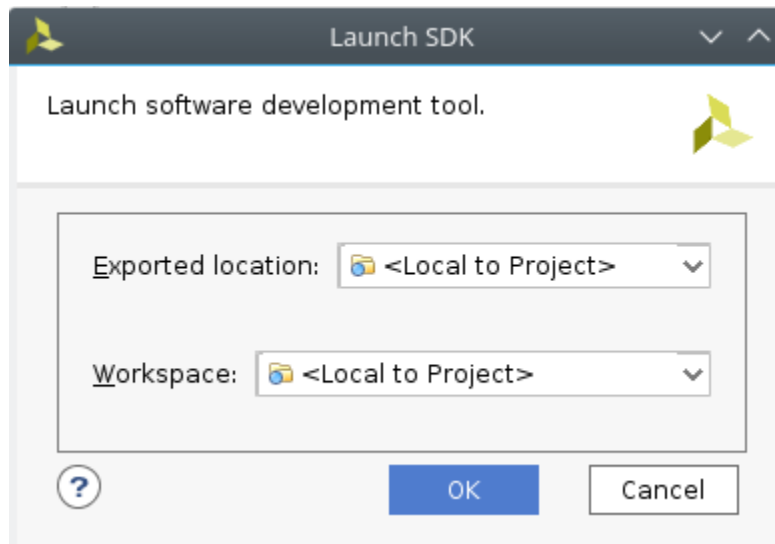 Launch SDK
Launch software development tool.
Exported location: <Local to Project>
Workspace: <Local to Project>
? OK Cancel